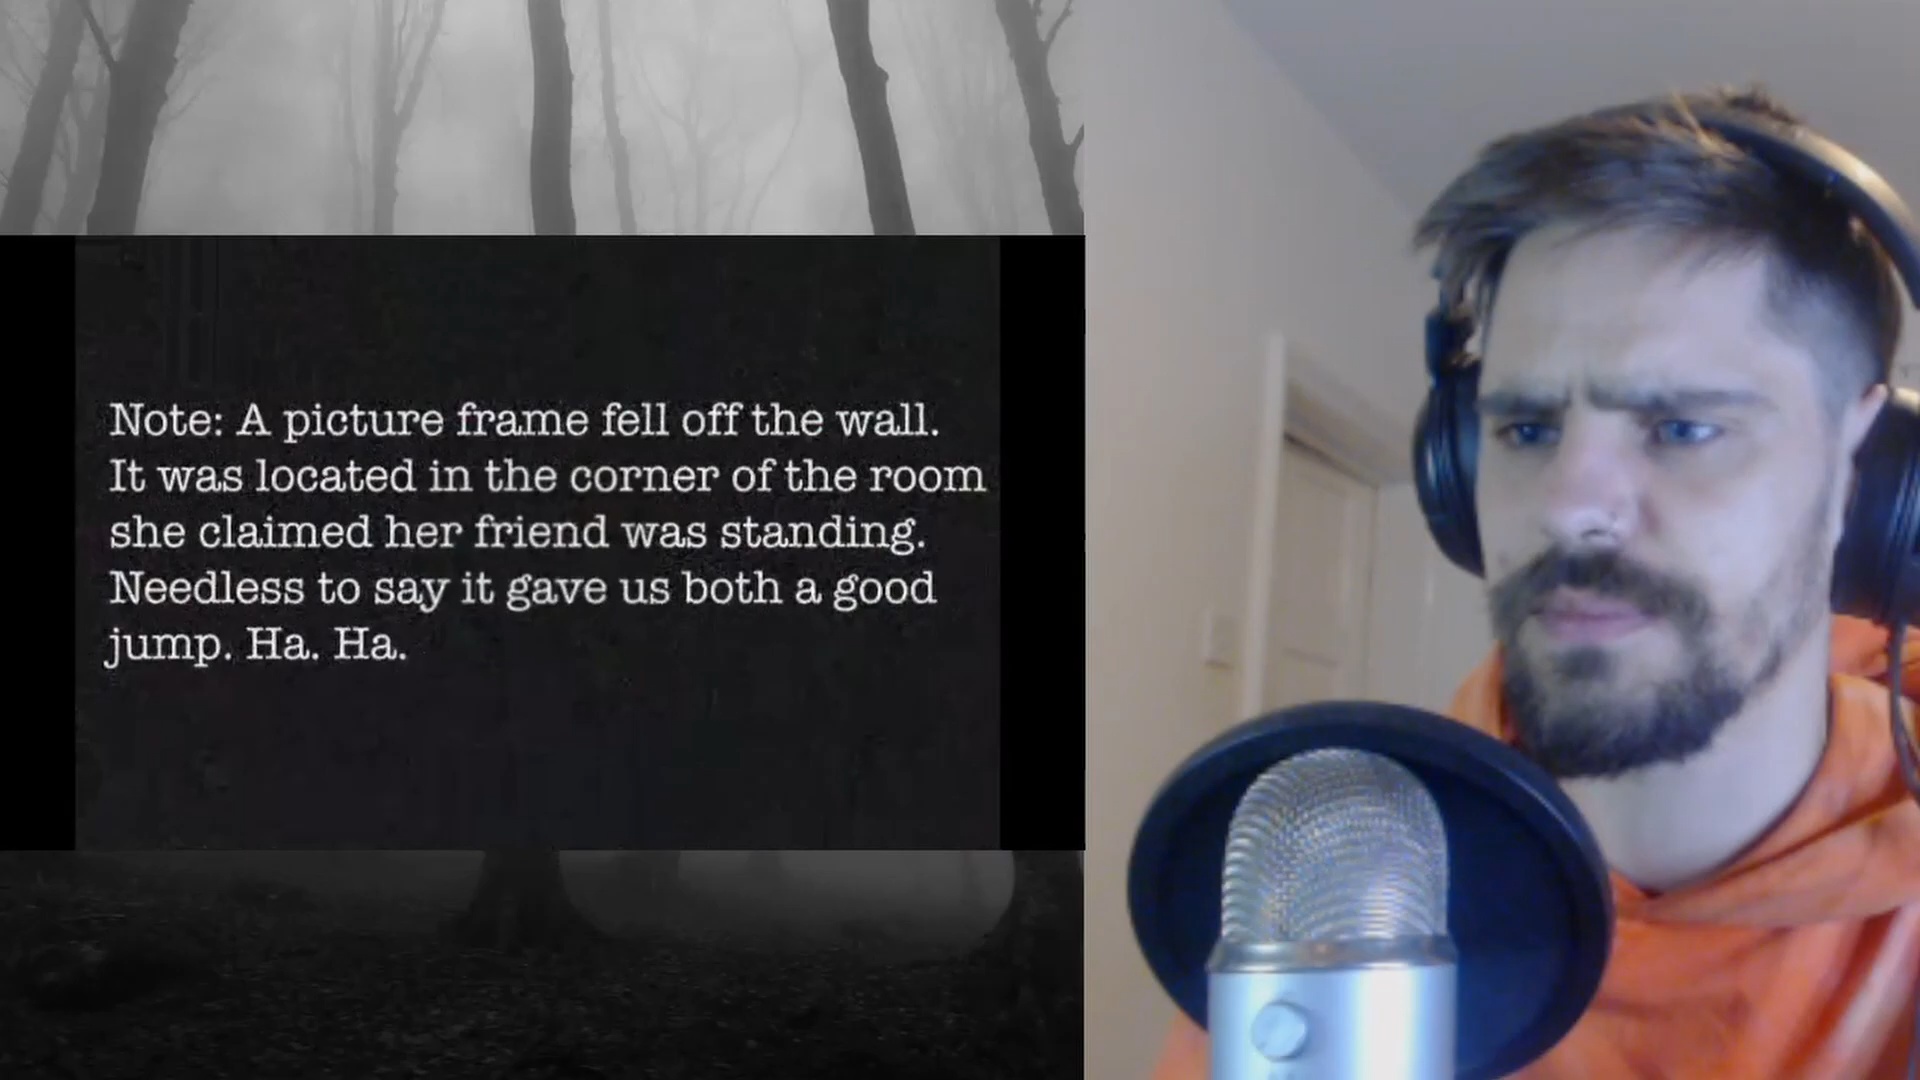 Note: A picture frame fell off the wall.
It was located in the corner of the room
she claimed her friend was standing.
Needless to say it gave us both a good
jump. Ha. Ha.